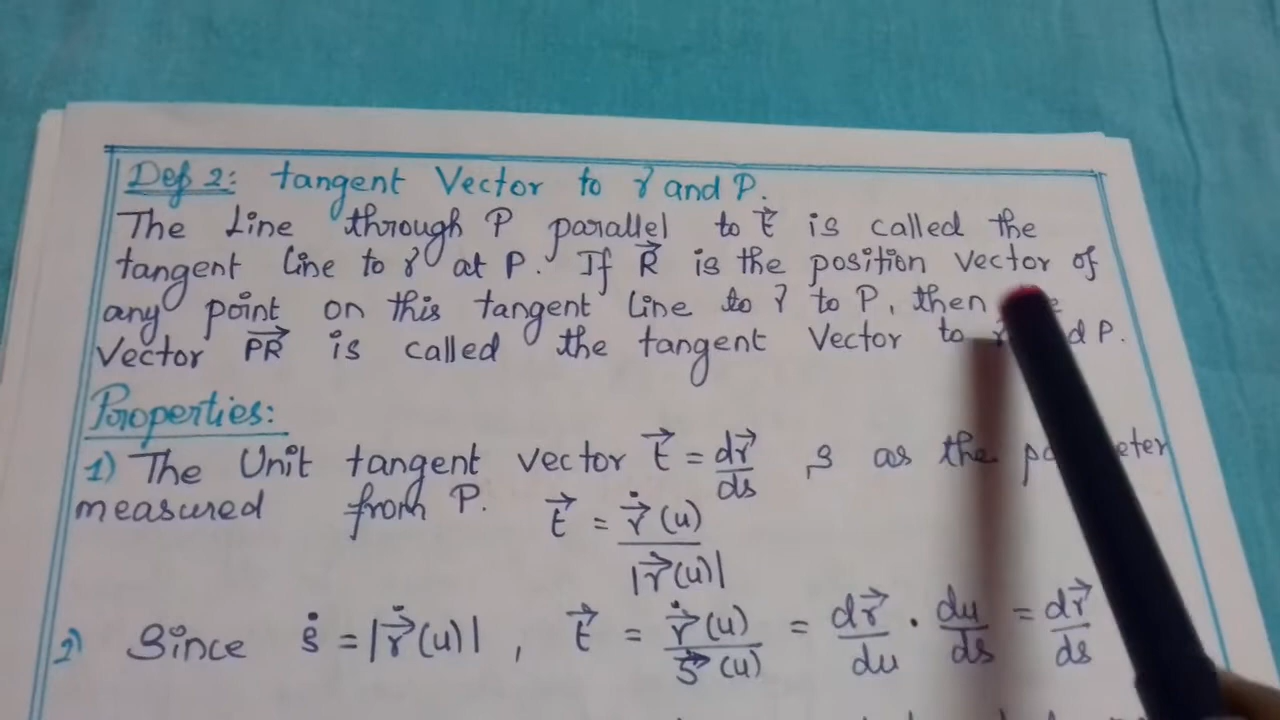 Def 2: tangent Vector to γ and P.
The Line through P parallel to t⃗ is called the
tangent line to γ at P. If R⃗ is the position vector of
any point on this tangent line to γ to P, then
Vector PR⃗ is called the tangent Vector to P.
Properties:
1) The Unit tangent vector t⃗ = dr⃗/ds , s as the
measured from P. t⃗ = ṙ⃗(u)/|r⃗(u)|
2) Since ṡ = |ṙ⃗(u)|, t⃗ = ṙ⃗(u)/ṡ(u) = dr⃗/du · du/ds = dr⃗/ds